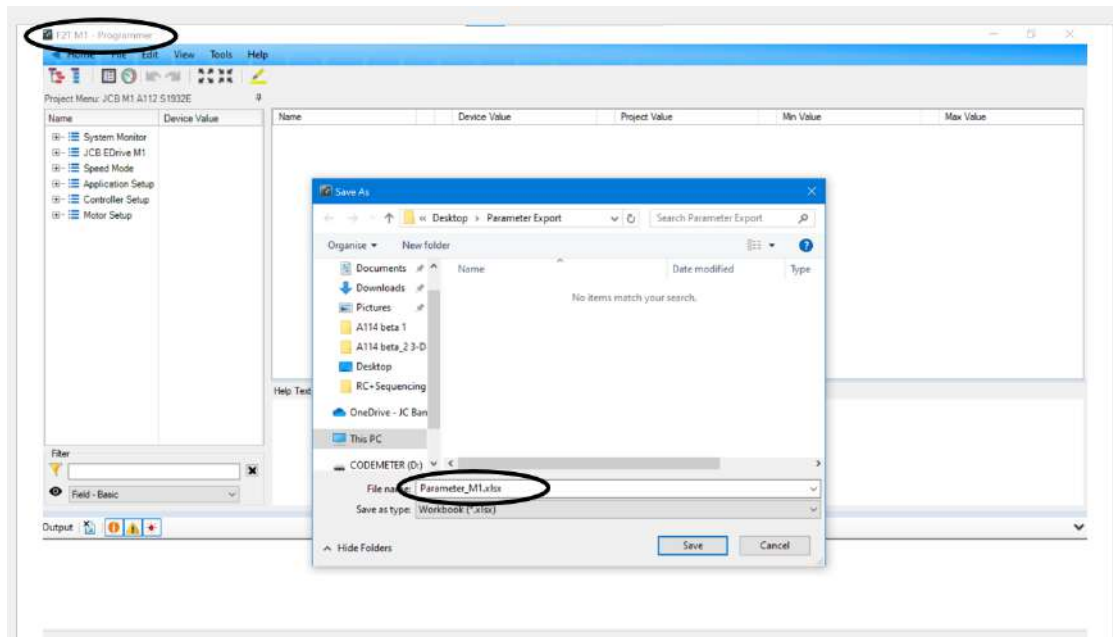 F2T M1 - Programmer
Home File Edit View Tools Help
Project Menu: JCB M1 A112 S1932E
Name Device Value
System Monitor
JCB EDrive M1
Speed Mode
Application Setup
Controller Setup
Motor Setup
Name Device Value Project Value Min Value Max Value
Save As
« Desktop › Parameter Export
Search Parameter Export
Organise New folder
Documents
Downloads
Pictures
A114 beta 1
A114 beta_2 3-D
Desktop
RC+Sequencing
OneDrive - JC Bam
This PC
CODEMETER (D:)
Name Date modified Type
No items match your search.
File name: Parameter_M1.xlsx
Save as type: Workbook (*.xlsx)
Hide Folders
Save Cancel
Help Text
Filter
Field - Basic
Output